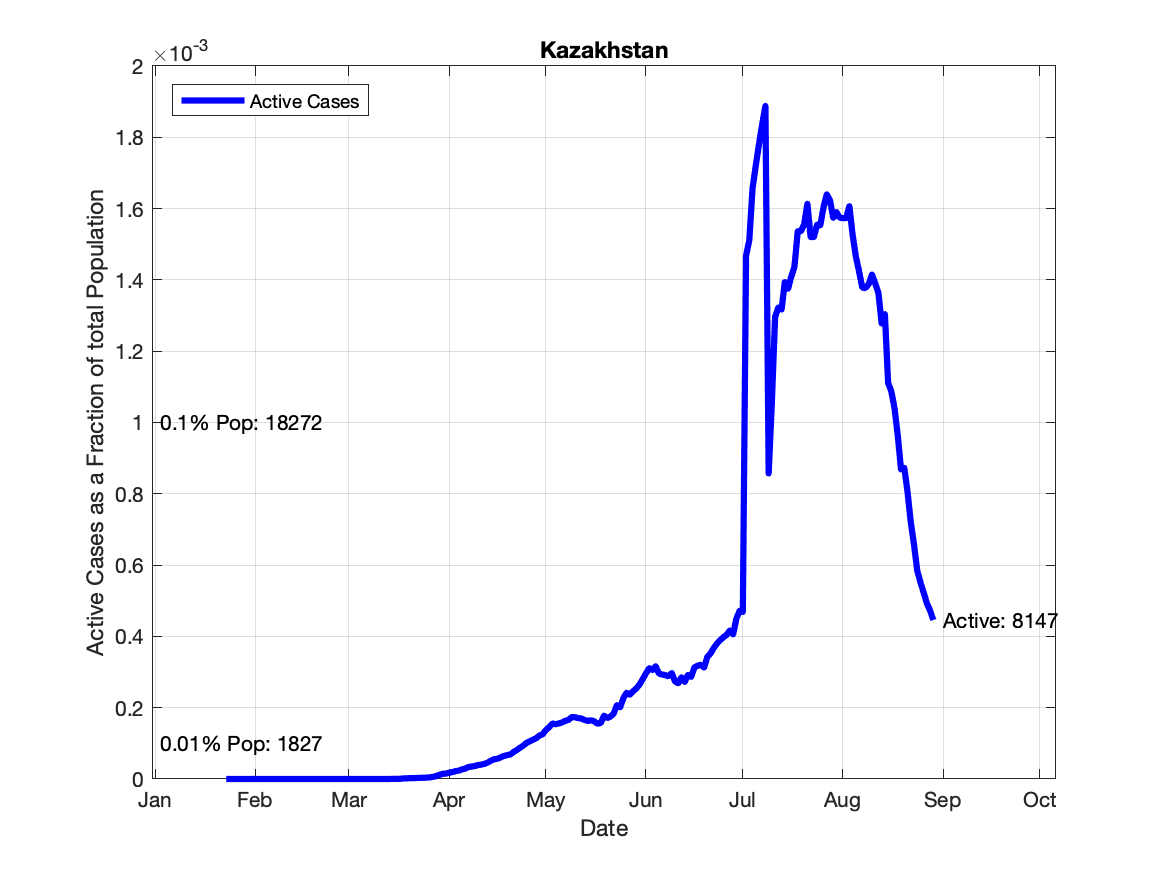 Kazakhstan
×10-3
Active Cases
2
1.8
1.6
1.4
1.2
1
0.8
0.6
0.4
0.2
0
Active Cases as a Fraction of total Population
0.1% Pop: 18272
0.01% Pop: 1827
Active: 8147
Jan Feb Mar Apr May Jun Jul Aug Sep Oct
Date